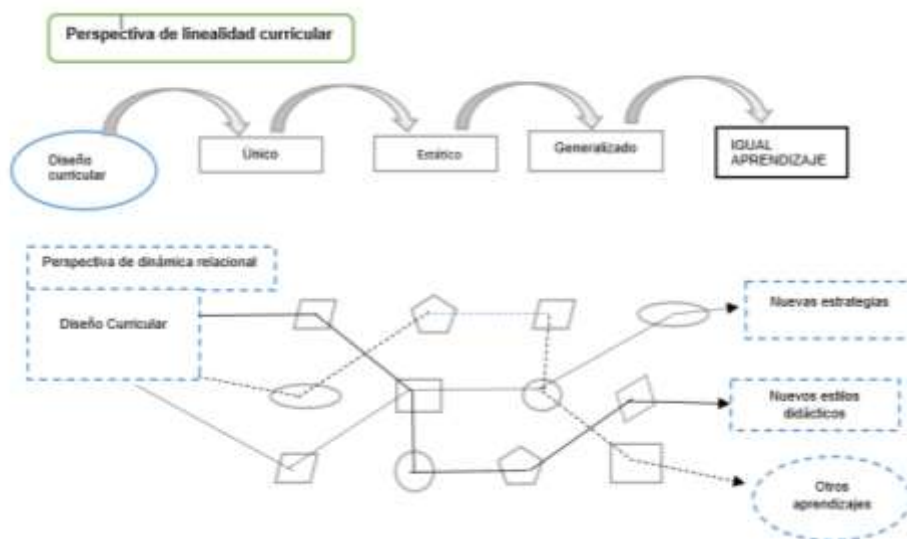 Perspectiva de linealidad curricular
Diseño
curricular
Único
Estático
Generalizado
IGUAL
APRENDIZAJE
Perspectiva de dinámica relacional
Diseño Curricular
Nuevas estrategias
Nuevos estilos
didácticos
Otros
aprendizajes